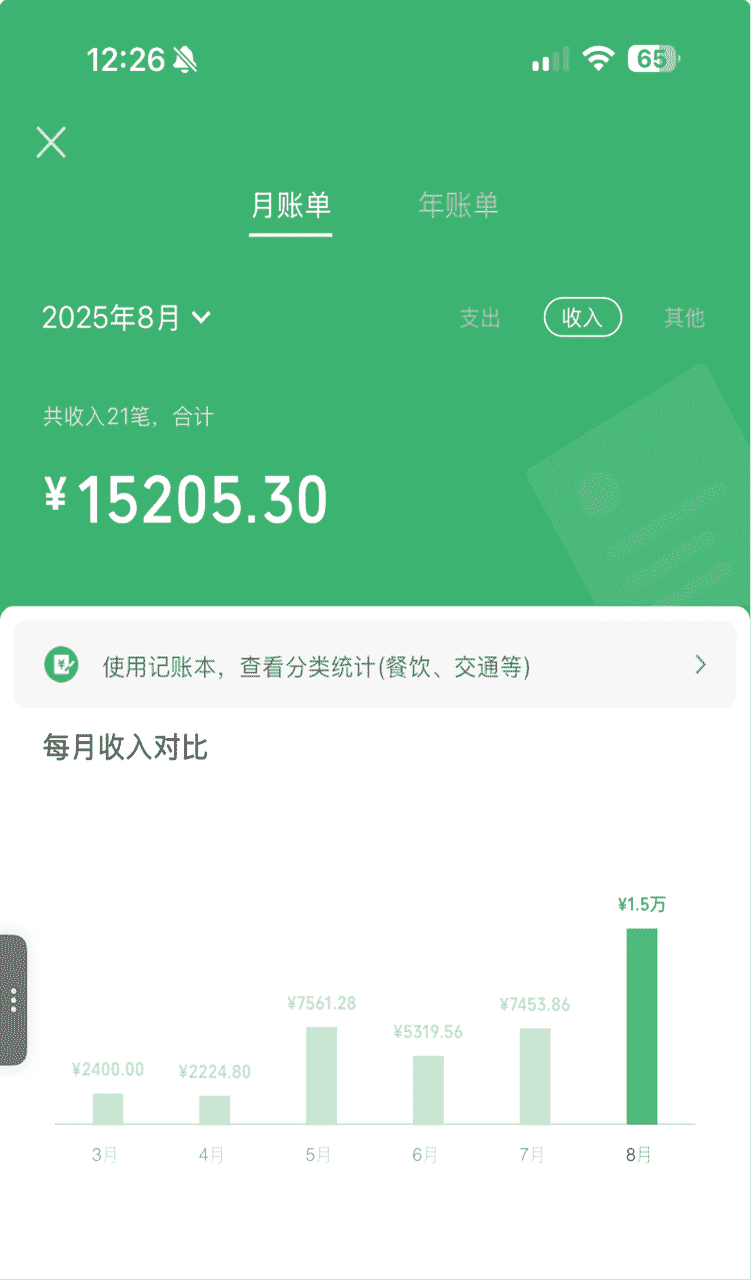 12:26 65
月账单 年账单
2025年8月 支出 收入 其他
共收入21笔，合计
¥15205.30
使用记账本，查看分类统计(餐饮、交通等)
每月收入对比
¥1.5万
¥7561.28 ¥7453.86
¥5319.56
¥2400.00 ¥2224.80
3月 4月 5月 6月 7月 8月